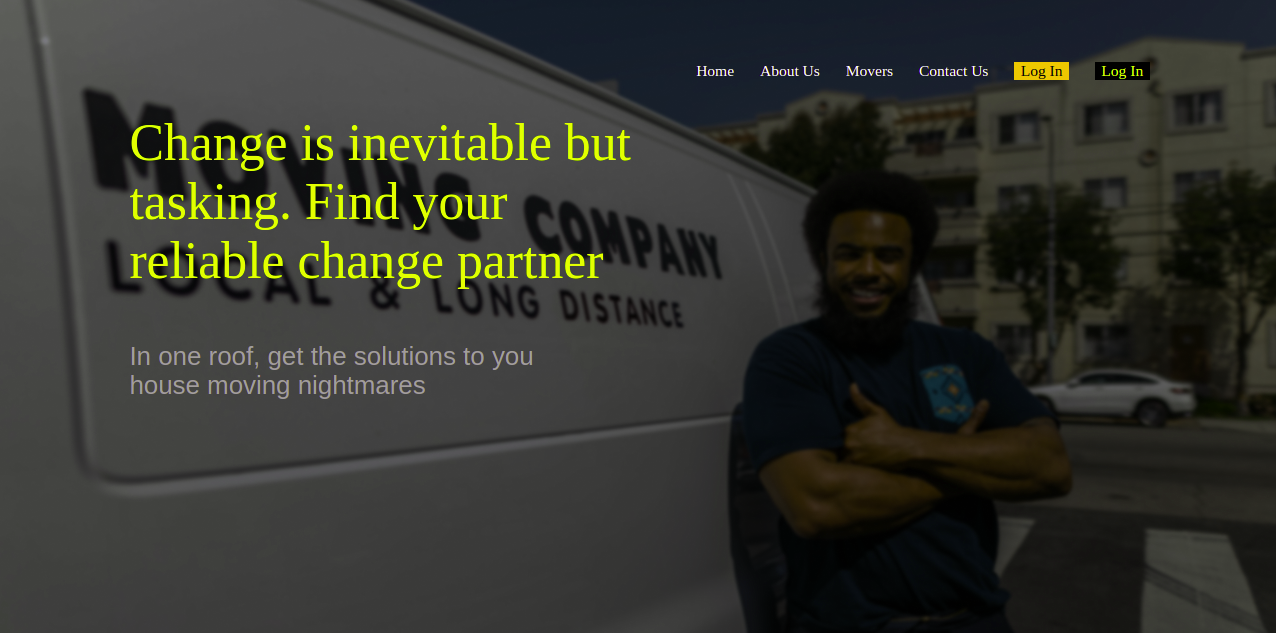 Home About Us Movers Contact Us Log In Log In
Change is inevitable but
tasking. Find your
reliable change partner
MOVING COMPANY
LOCAL & LONG DISTANCE
In one roof, get the solutions to you
house moving nightmares